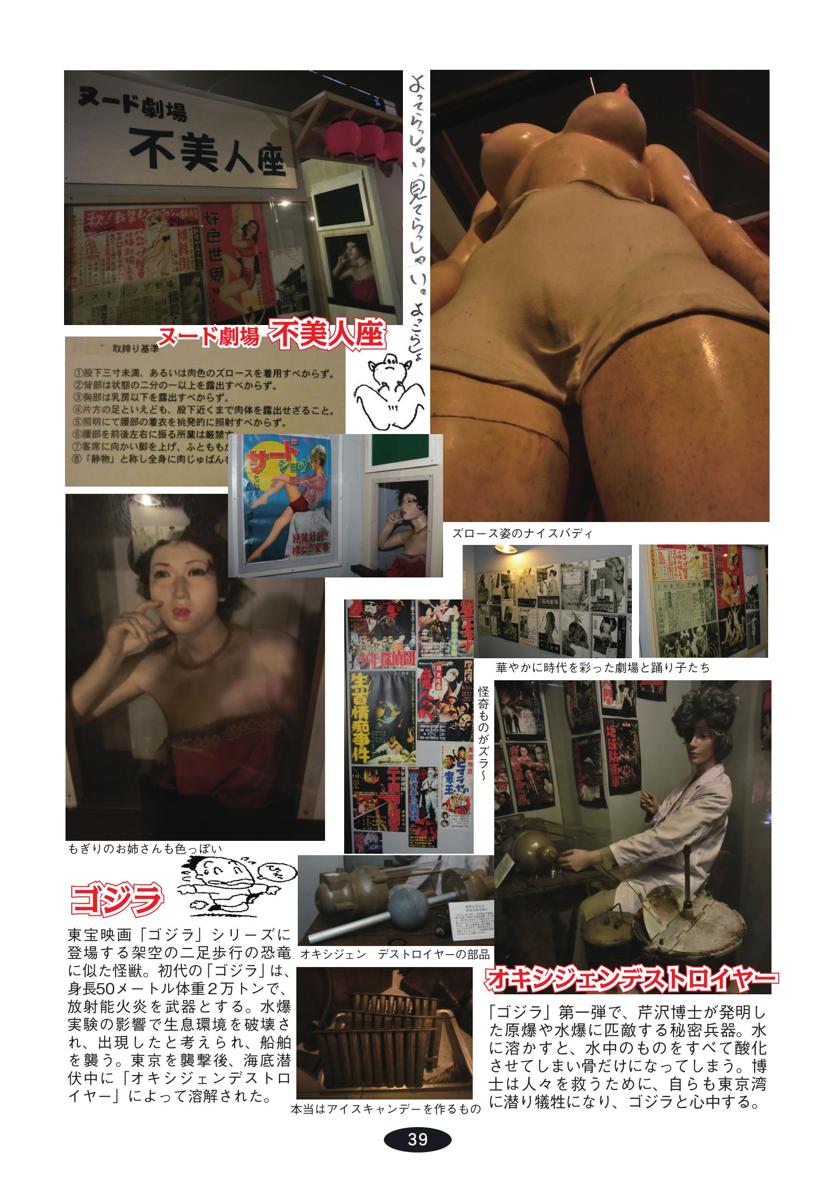 ヌード劇場
不美人座
好色世界
よってらっしゃい、見てらっしゃい。よっこらしょ
ヌード劇場 不美人座
取締り基準
①股下三寸未満、あるいは肉色のズロースを着用すべからず。
②背部は状態の二分の一以上を露出すべからず。
③胸部は乳房以下を露出すべからず。
④片方の足といえども、股下近くまで肉体を露出せざること。
⑤照明にて腰部の着衣を挑発的に照射すべからず。
⑥腰部を前後左右に振る所業は厳禁す
⑦客席に向かい脚を上げ、ふともも
⑧「静物」と称し全身に肉じゅばん
ズロース姿のナイスバディ
華やかに時代を彩った劇場と踊り子たち
少年探偵団
生首情痴事件
怪奇ものがズラ～
地球防衛軍
もぎりのお姉さんも色っぽい
ゴジラ
東宝映画「ゴジラ」シリーズに
登場する架空の二足歩行の恐竜
に似た怪獣。初代の「ゴジラ」は、
身長50メートル体重２万トンで、
放射能火炎を武器とする。水爆
実験の影響で生息環境を破壊さ
れ、出現したと考えられ、船舶
を襲う。東京を襲撃後、海底潜
伏中に「オキシジェンデストロ
イヤー」によって溶解された。
オキシジェン　デストロイヤーの部品
本当はアイスキャンデーを作るもの
オキシジェンデストロイヤー
「ゴジラ」第一弾で、芹沢博士が発明し
た原爆や水爆に匹敵する秘密兵器。水
に溶かすと、水中のものをすべて酸化
させてしまい骨だけになってしまう。博
士は人々を救うために、自らも東京湾
に潜り犠牲になり、ゴジラと心中する。
39